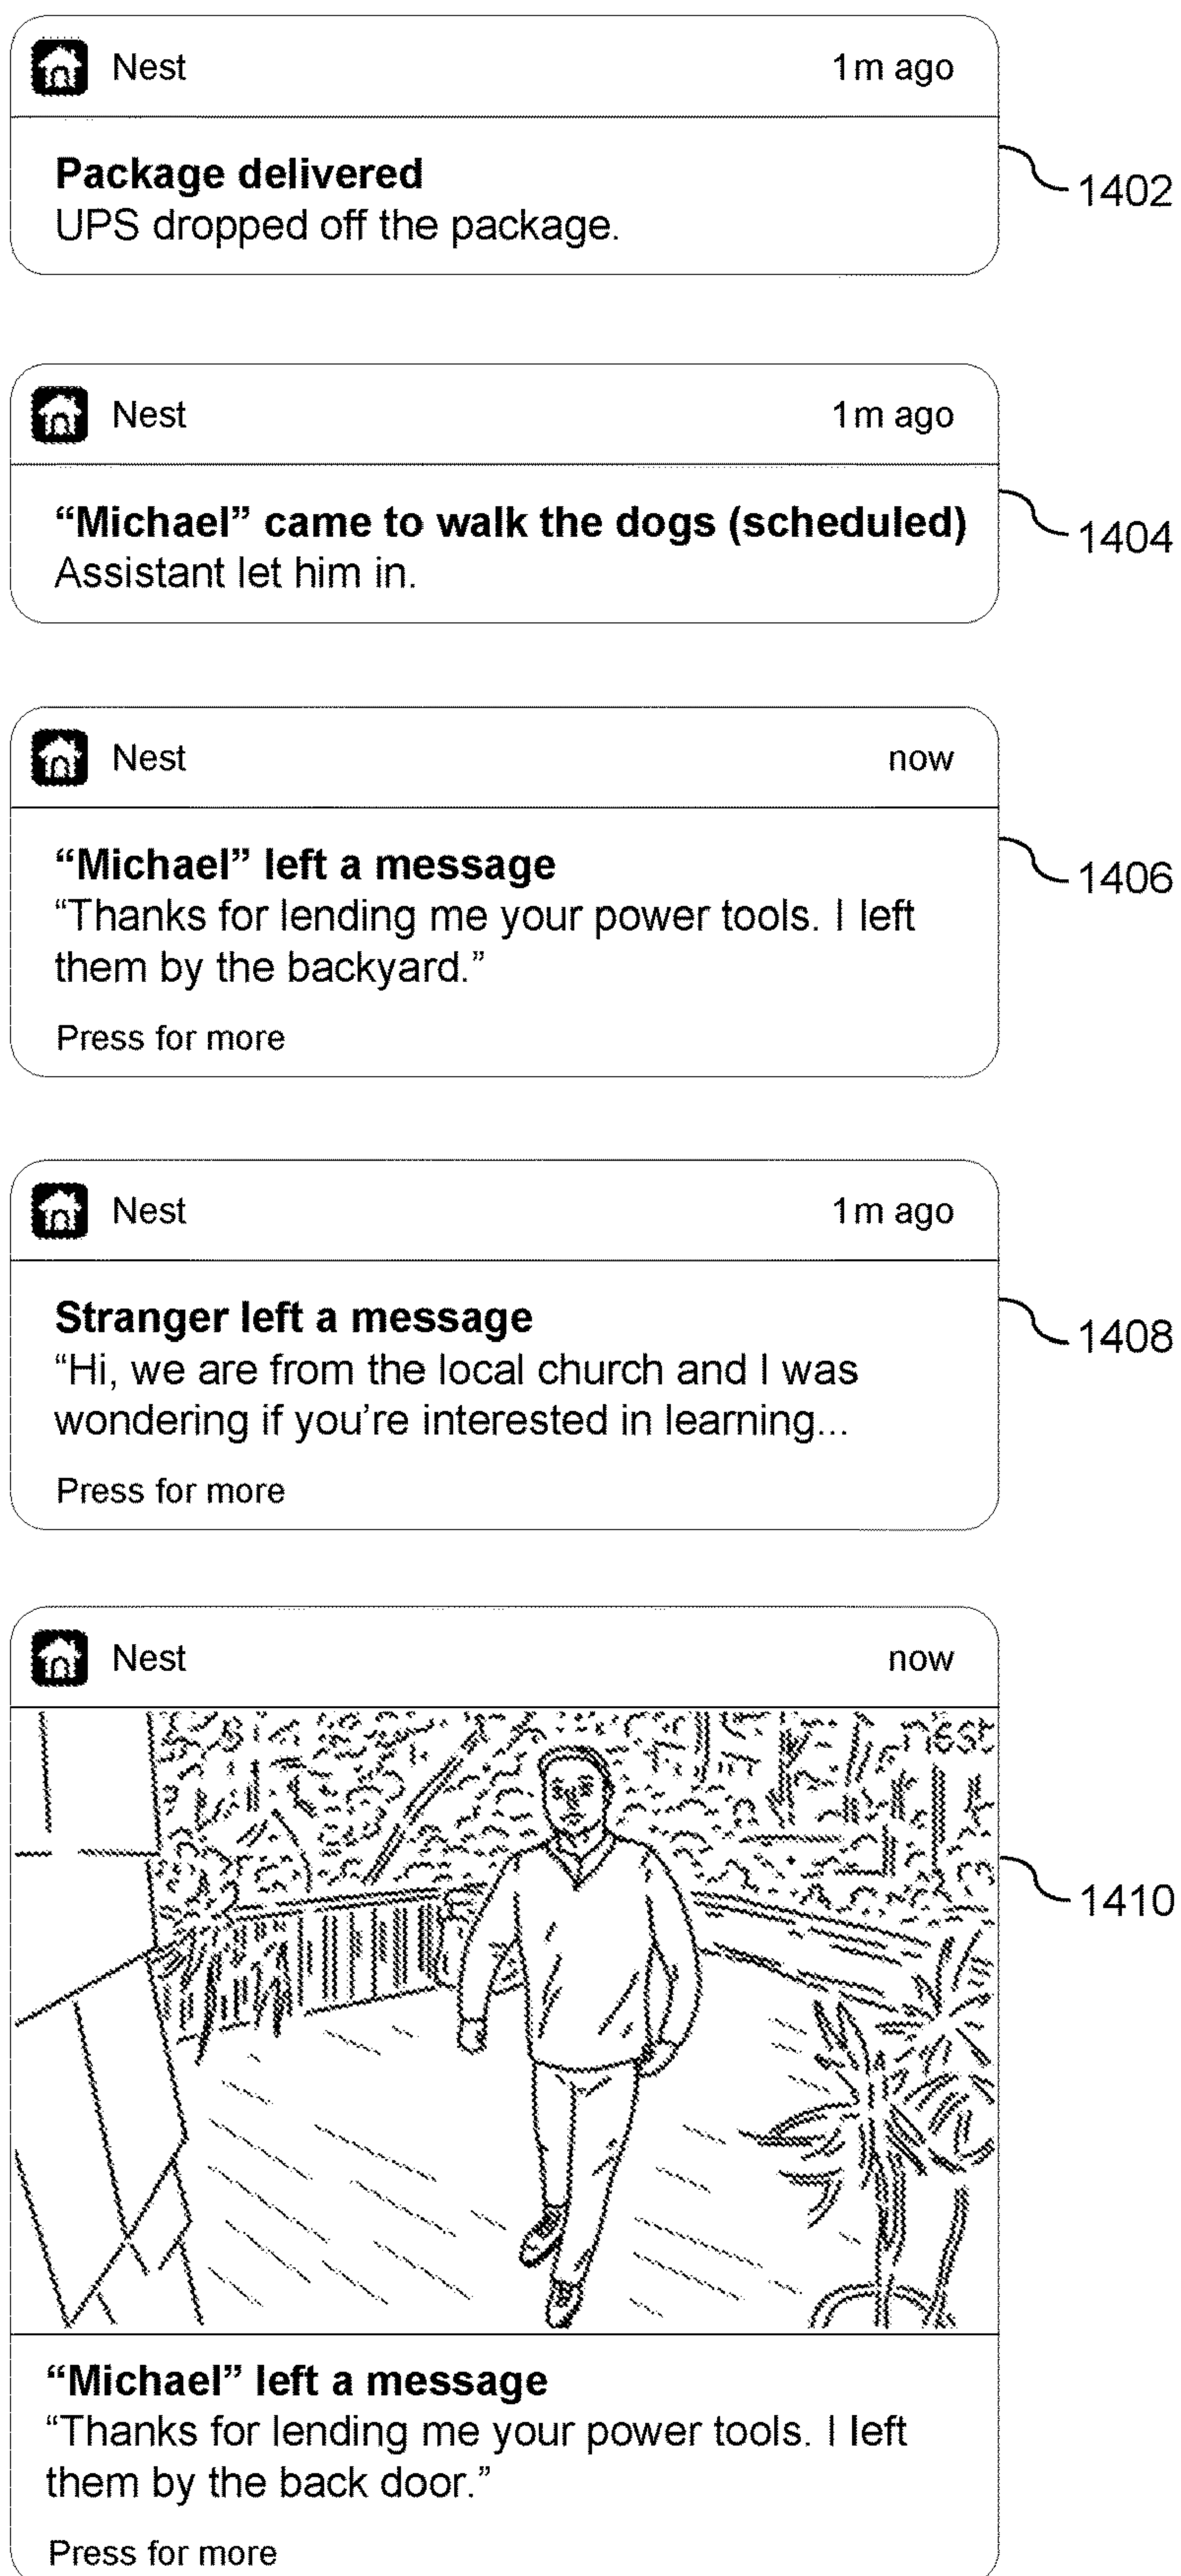 Nest 1m ago
Package delivered
UPS dropped off the package.
1402
Nest 1m ago
“Michael” came to walk the dogs (scheduled)
Assistant let him in.
1404
Nest now
“Michael” left a message
“Thanks for lending me your power tools. I left
them by the backyard.”
Press for more
1406
Nest 1m ago
Stranger left a message
“Hi, we are from the local church and I was
wondering if you’re interested in learning...
Press for more
1408
Nest now
1410
“Michael” left a message
“Thanks for lending me your power tools. I left
them by the back door.”
Press for more